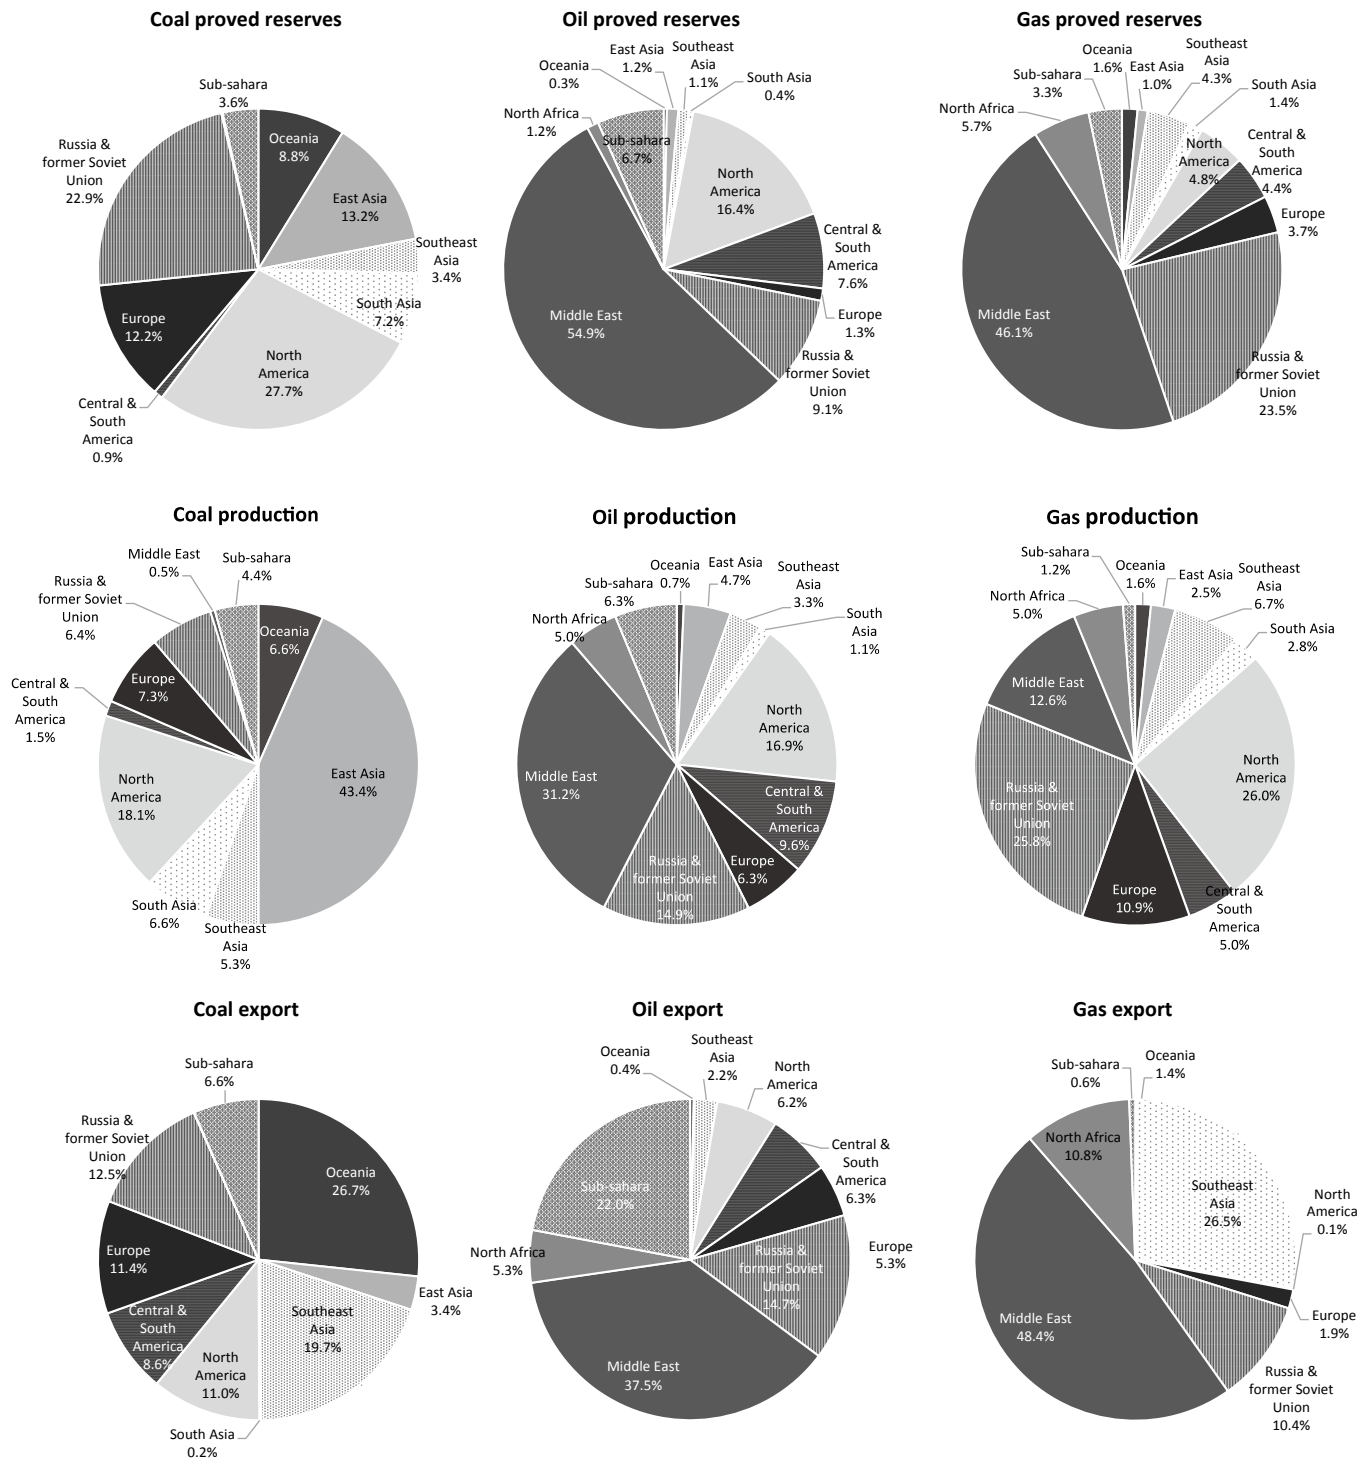 Coal proved reserves
Sub-sahara
3.6%
Oceania
8.8%
East Asia
13.2%
Southeast
Asia
3.4%
South Asia
7.2%
North
America
27.7%
Central &
South
America
0.9%
Europe
12.2%
Russia &
former Soviet
Union
22.9%
Oil proved reserves
Oceania
0.3%
East Asia
1.2%
Southeast
Asia
1.1%
South Asia
0.4%
North
America
16.4%
Central &
South
America
7.6%
Europe
1.3%
Russia &
former Soviet
Union
9.1%
Middle East
54.9%
North Africa
1.2%
Sub-sahara
6.7%
Gas proved reserves
Oceania
1.6%
East Asia
1.0%
Southeast
Asia
4.3%
South Asia
1.4%
North
America
4.8%
Central &
South
America
4.4%
Europe
3.7%
Russia &
former Soviet
Union
23.5%
Middle East
46.1%
North Africa
5.7%
Sub-sahara
3.3%
Coal production
Oceania
6.6%
East Asia
43.4%
Southeast
Asia
5.3%
South Asia
6.6%
North
America
18.1%
Central &
South
America
1.5%
Europe
7.3%
Russia &
former Soviet
Union
6.4%
Middle East
0.5%
Sub-sahara
4.4%
Oil production
Oceania
0.7%
East Asia
4.7%
Southeast
Asia
3.3%
South
Asia
1.1%
North
America
16.9%
Central &
South
America
9.6%
Europe
6.3%
Russia &
former Soviet
Union
14.9%
Middle East
31.2%
North Africa
5.0%
Sub-sahara
6.3%
Gas production
Oceania
1.6%
East Asia
2.5%
Southeast
Asia
6.7%
South Asia
2.8%
North
America
26.0%
Central &
South
America
5.0%
Europe
10.9%
Russia &
former Soviet
Union
25.8%
Middle East
12.6%
North Africa
5.0%
Sub-sahara
1.2%
Coal export
Oceania
26.7%
East Asia
3.4%
Southeast
Asia
19.7%
South Asia
0.2%
North
America
11.0%
Central &
South
America
8.6%
Europe
11.4%
Russia &
former Soviet
Union
12.5%
Sub-sahara
6.6%
Oil export
Oceania
0.4%
Southeast
Asia
2.2%
North
America
6.2%
Central &
South
America
6.3%
Europe
5.3%
Russia &
former Soviet
Union
14.7%
Middle East
37.5%
North Africa
5.3%
Sub-sahara
22.0%
Gas export
Oceania
1.4%
Southeast
Asia
26.5%
North
America
0.1%
Europe
1.9%
Russia &
former Soviet
Union
10.4%
Middle East
48.4%
North Africa
10.8%
Sub-sahara
0.6%